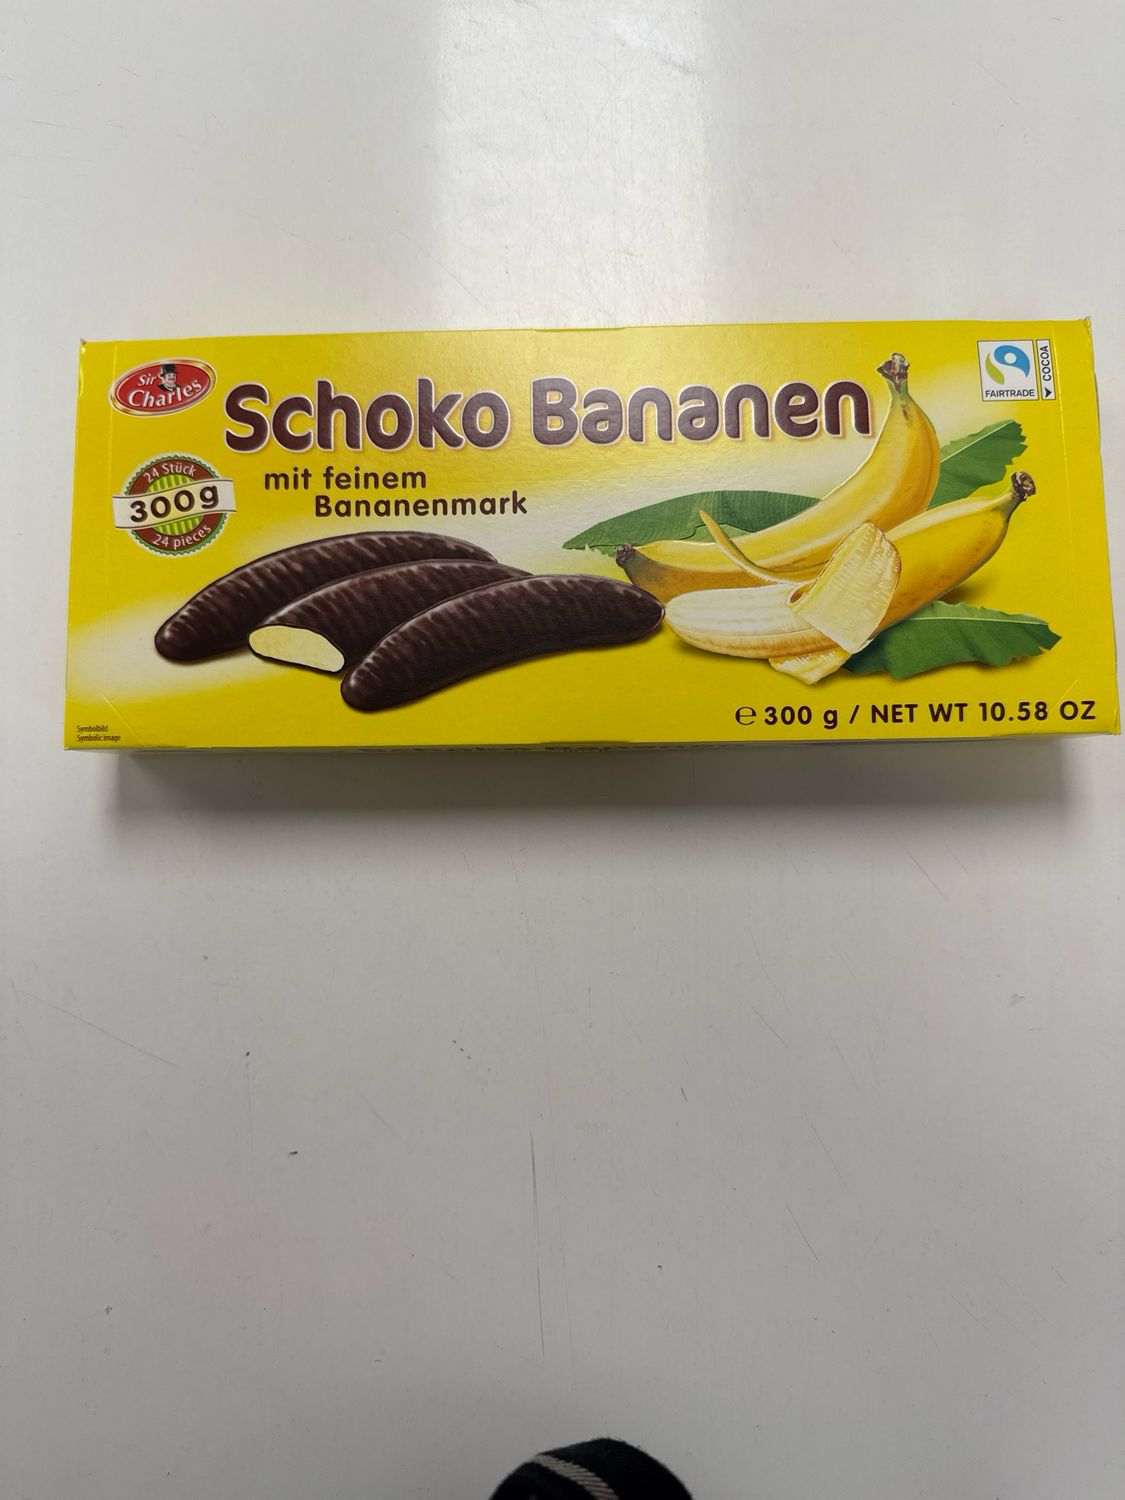 Sir
Charles
Schoko Bananen
mit feinem
Bananenmark
24 Stück
300g
24 pieces
FAIRTRADE
COCOA
℮ 300 g / NET WT 10.58 OZ
Symbolbild
Symbolic image